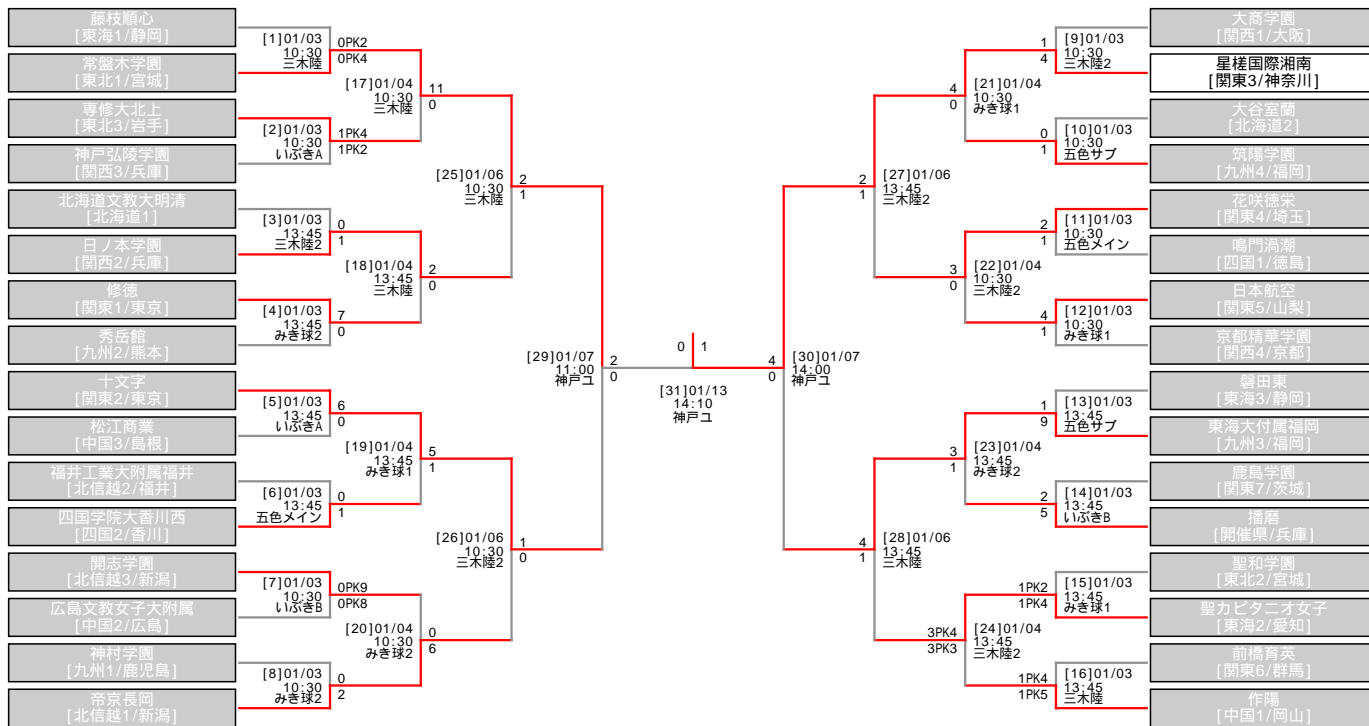 藤枝順心
[東海1/静岡]
常盤木学園
[東北1/宮城]
専修大北上
[東北3/岩手]
神戸弘陵学園
[関西3/兵庫]
北海道文教大明清
[北海道1]
日ノ本学園
[関西2/兵庫]
修徳
[関東1/東京]
秀岳館
[九州2/熊本]
十文字
[関東2/東京]
松江商業
[中国3/島根]
福井工業大附属福井
[北信越2/福井]
四国学院大香川西
[四国2/香川]
開志学園
[北信越3/新潟]
広島文教女子大附属
[中国2/広島]
神村学園
[九州1/鹿児島]
帝京長岡
[北信越1/新潟]
[1]01/03
10:30
三木陸
0PK2
0PK4
[2]01/03
10:30
いぶきA
1PK4
1PK2
[3]01/03
13:45
三木陸2
0
1
[4]01/03
13:45
みき球2
7
0
[5]01/03
13:45
いぶきA
6
0
[6]01/03
13:45
五色メイン
0
1
[7]01/03
10:30
いぶきB
0PK9
0PK8
[8]01/03
10:30
みき球2
0
2
[17]01/04
10:30
三木陸
11
0
[18]01/04
13:45
三木陸
2
0
[19]01/04
13:45
みき球1
5
1
[20]01/04
10:30
みき球2
0
6
[25]01/06
10:30
三木陸
2
1
[26]01/06
10:30
三木陸2
1
0
[29]01/07
11:00
神戸ユ
2
0
0
1
[31]01/13
14:10
神戸ユ
4
0
[30]01/07
14:00
神戸ユ
2
1
[27]01/06
13:45
三木陸2
4
1
[28]01/06
13:45
三木陸
4
0
[21]01/04
10:30
みき球1
3
0
[22]01/04
10:30
三木陸2
3
1
[23]01/04
13:45
みき球2
3PK4
3PK3
[24]01/04
13:45
三木陸2
1
4
[9]01/03
10:30
三木陸2
0
1
[10]01/03
10:30
五色サブ
2
1
[11]01/03
10:30
五色メイン
4
1
[12]01/03
10:30
みき球1
1
9
[13]01/03
13:45
五色サブ
2
5
[14]01/03
13:45
いぶきB
1PK2
1PK4
[15]01/03
13:45
みき球1
1PK4
1PK5
[16]01/03
13:45
三木陸
大商学園
[関西1/大阪]
星槎国際湘南
[関東3/神奈川]
大谷室蘭
[北海道2]
筑陽学園
[九州4/福岡]
花咲徳栄
[関東4/埼玉]
鳴門渦潮
[四国1/徳島]
日本航空
[関東5/山梨]
京都精華学園
[関西4/京都]
磐田東
[東海3/静岡]
東海大付属福岡
[九州3/福岡]
鹿島学園
[関東7/茨城]
播磨
[開催県/兵庫]
聖和学園
[東北2/宮城]
聖カピタニオ女子
[東海2/愛知]
前橋育英
[関東6/群馬]
作陽
[中国1/岡山]